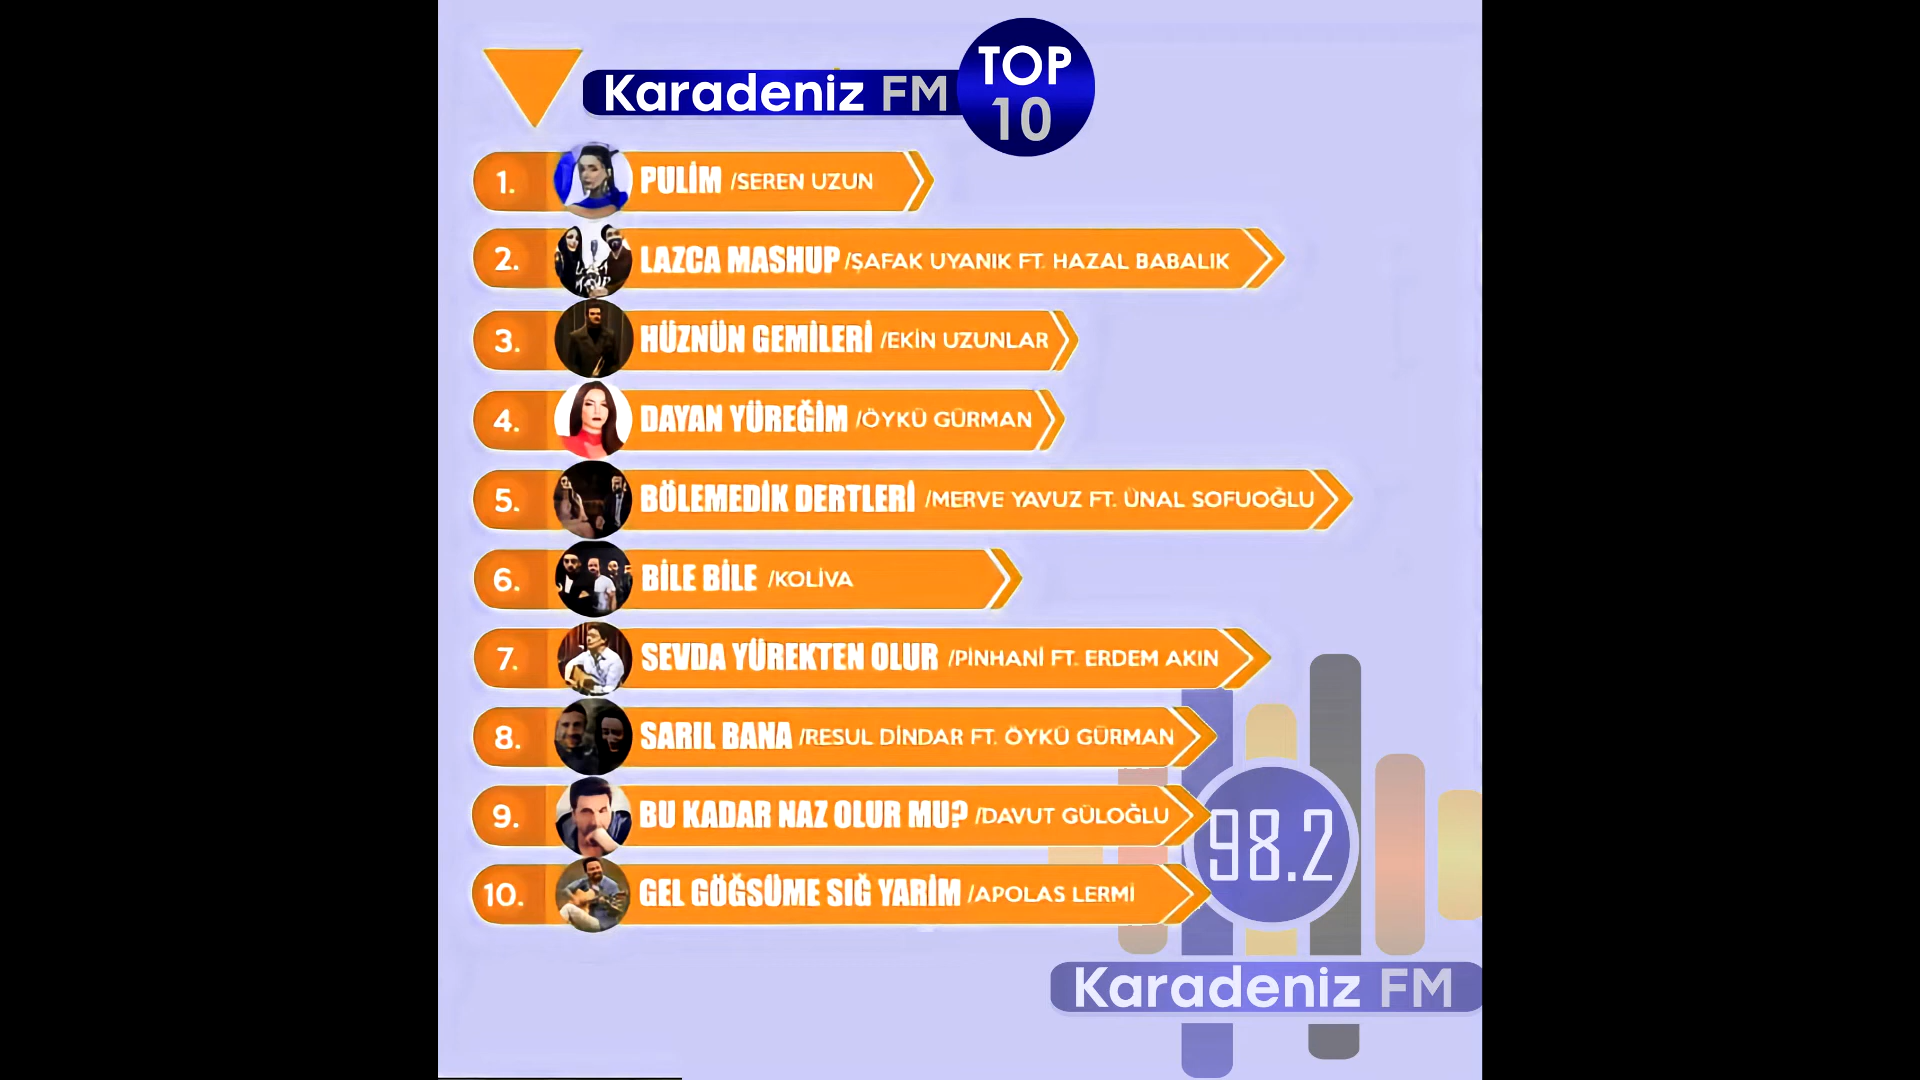 Karadeniz FM TOP
10
1. PULİM /SEREN UZUN
2. LAZCA MASHUP /ŞAFAK UYANIK FT. HAZAL BABALIK
3. HÜZNÜN GEMİLERİ /EKİN UZUNLAR
4. DAYAN YÜREĞİM /ÖYKÜ GÜRMAN
5. BÖLEMEDİK DERTLERİ /MERVE YAVUZ FT. ÜNAL SOFUOĞLU
6. BİLE BİLE /KOLİVA
7. SEVDA YÜREKTEN OLUR /PİNHANİ FT. ERDEM AKIN
8. SARIL BANA /RESUL DİNDAR FT. ÖYKÜ GÜRMAN
9. BU KADAR NAZ OLUR MU? /DAVUT GÜLOĞLU
10. GEL GÖĞSÜME SIĞ YARİM /APOLAS LERMİ
98.2
Karadeniz FM